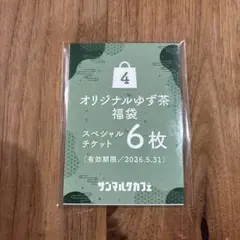 4
オリジナルゆず茶
福袋
スペシャル
チケット 6枚
(有効期限/2026.5.31)
サンマルクカフェ